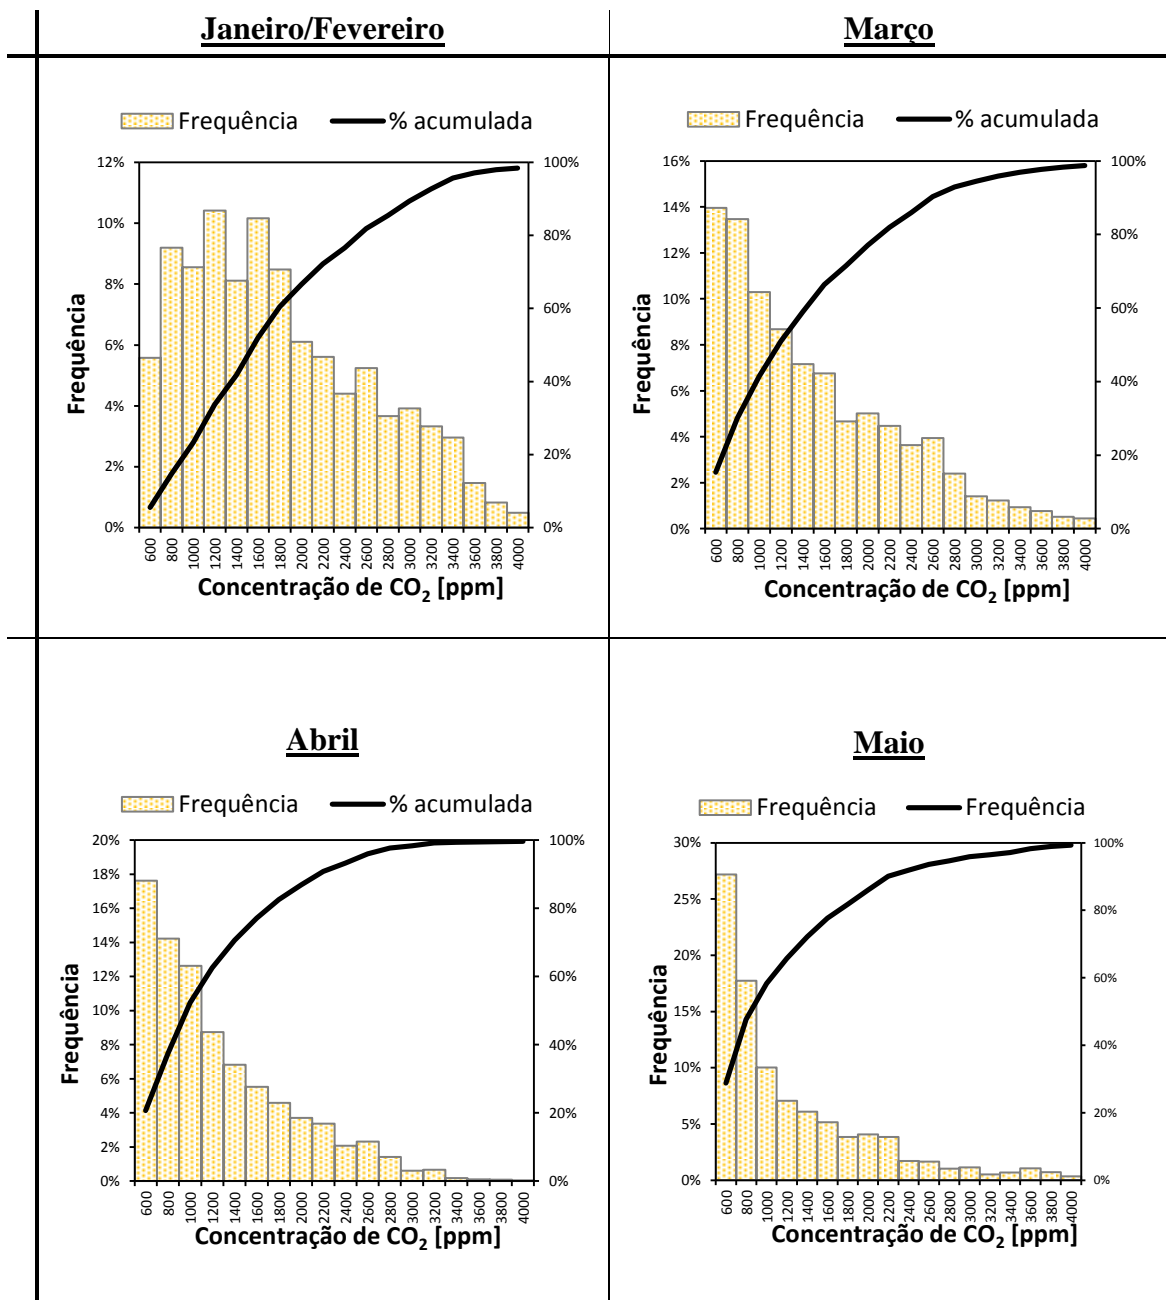 Janeiro/Fevereiro
Frequência % acumulada
12%
10%
8%
6%
4%
2%
0%
100%
80%
60%
40%
20%
0%
Frequência
600 800 1000 1200 1400 1600 1800 2000 2200 2400 2600 2800 3000 3200 3400 3600 3800 4000
Concentração de CO₂ [ppm]
Março
Frequência % acumulada
16%
14%
12%
10%
8%
6%
4%
2%
0%
100%
80%
60%
40%
20%
0%
Frequência
600 800 1000 1200 1400 1600 1800 2000 2200 2400 2600 2800 3000 3200 3400 3600 3800 4000
Concentração de CO₂ [ppm]
Abril
Frequência % acumulada
20%
18%
16%
14%
12%
10%
8%
6%
4%
2%
0%
100%
80%
60%
40%
20%
0%
Frequência
600 800 1000 1200 1400 1600 1800 2000 2200 2400 2600 2800 3000 3200 3400 3600 3800 4000
Concentração de CO₂ [ppm]
Maio
Frequência Frequência
30%
25%
20%
15%
10%
5%
0%
100%
80%
60%
40%
20%
0%
Frequência
600 800 1000 1200 1400 1600 1800 2000 2200 2400 2600 2800 3000 3200 3400 3600 3800 4000
Concentração de CO₂ [ppm]